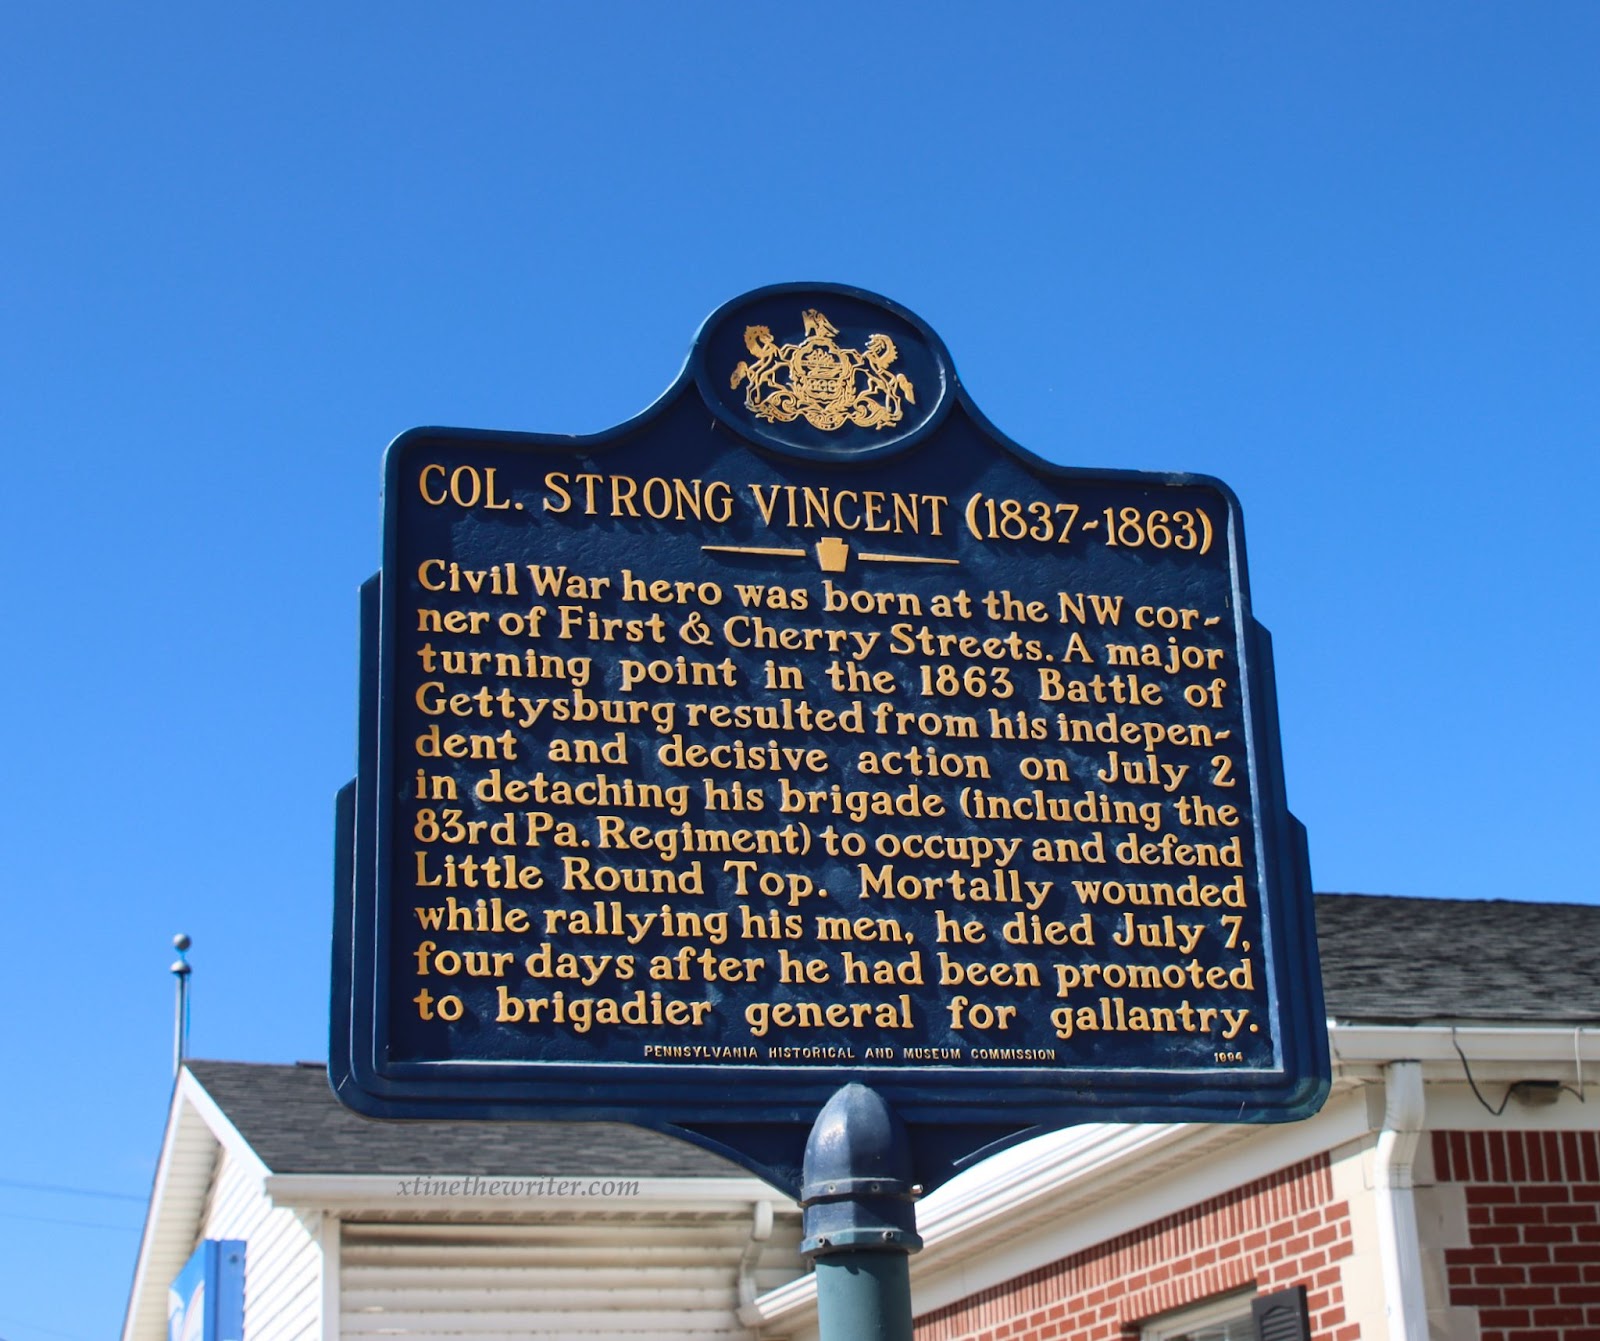 COL. STRONG VINCENT (1837-1863)
Civil War hero was born at the NW cor-
ner of First & Cherry Streets. A major
turning point in the 1863 Battle of
Gettysburg resulted from his indepen-
dent and decisive action on July 2
in detaching his brigade (including the
83rd Pa. Regiment) to occupy and defend
Little Round Top. Mortally wounded
while rallying his men, he died July 7,
four days after he had been promoted
to brigadier general for gallantry.
PENNSYLVANIA HISTORICAL AND MUSEUM COMMISSION 1994
xtinethewriter.com